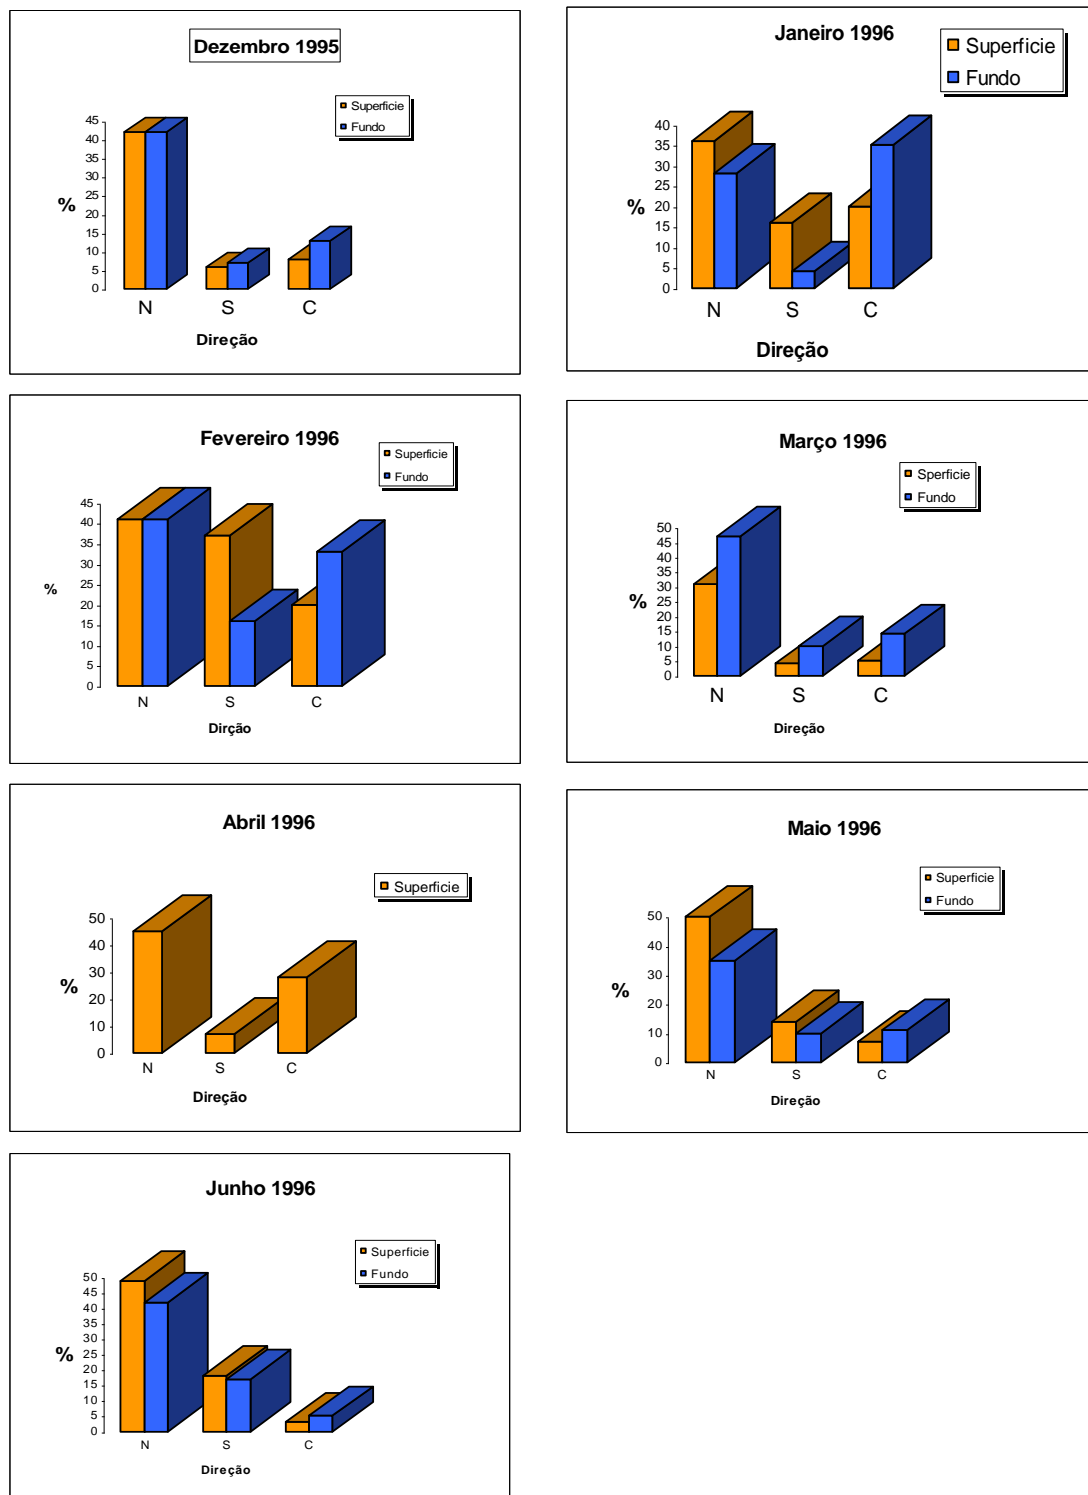 Dezembro 1995
Superficie
Fundo
45
40
35
30
25
20
15
10
5
0
%
N S C
Direção
Janeiro 1996
Superficie
Fundo
40
35
30
25
20
15
10
5
0
%
N S C
Direção
Fevereiro 1996
Superficie
Fundo
45
40
35
30
25
20
15
10
5
0
%
N S C
Dirção
Março 1996
Sperficie
Fundo
50
45
40
35
30
25
20
15
10
5
0
%
N S C
Direção
Abril 1996
Superficie
50
40
30
20
10
0
%
N S C
Direção
Maio 1996
Superficie
Fundo
50
40
30
20
10
0
%
N S C
Direção
Junho 1996
Superficie
Fundo
50
45
40
35
30
25
20
15
10
5
0
%
N S C
Direção